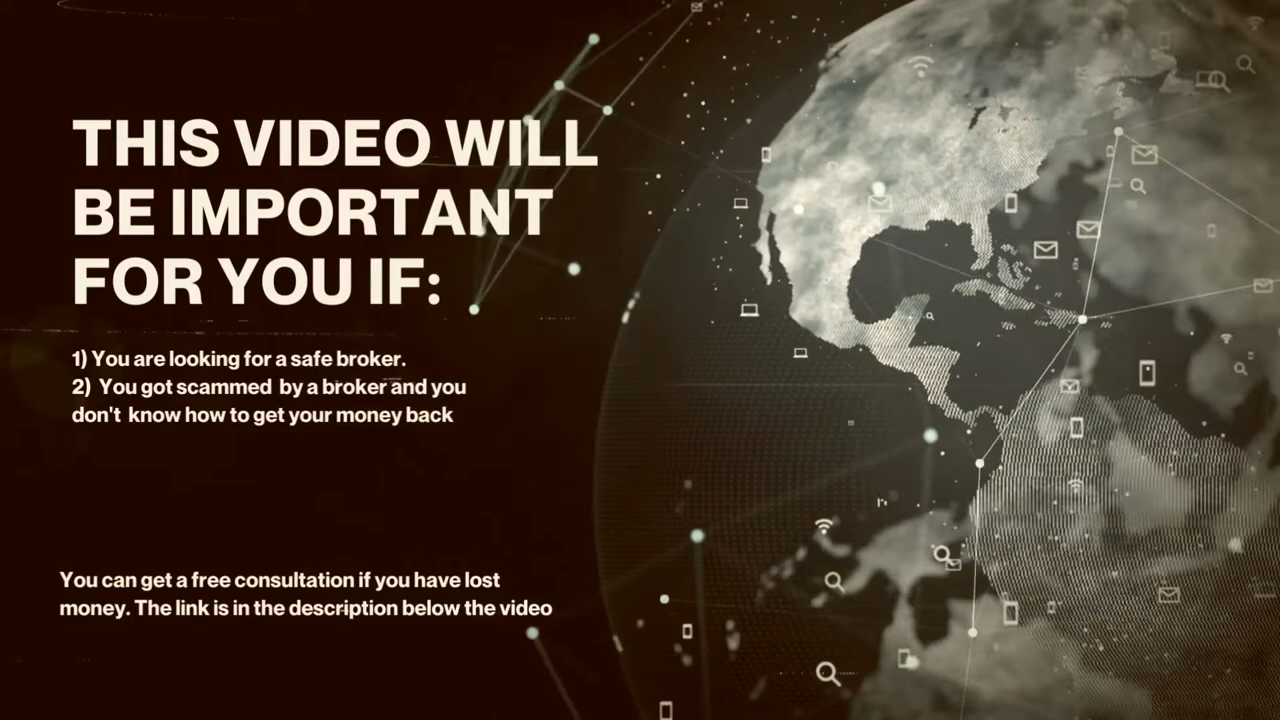 THIS VIDEO WILL
BE IMPORTANT
FOR YOU IF:
1) You are looking for a safe broker.
2) You got scammed by a broker and you
don't know how to get your money back
You can get a free consultation if you have lost
money. The link is in the description below the video